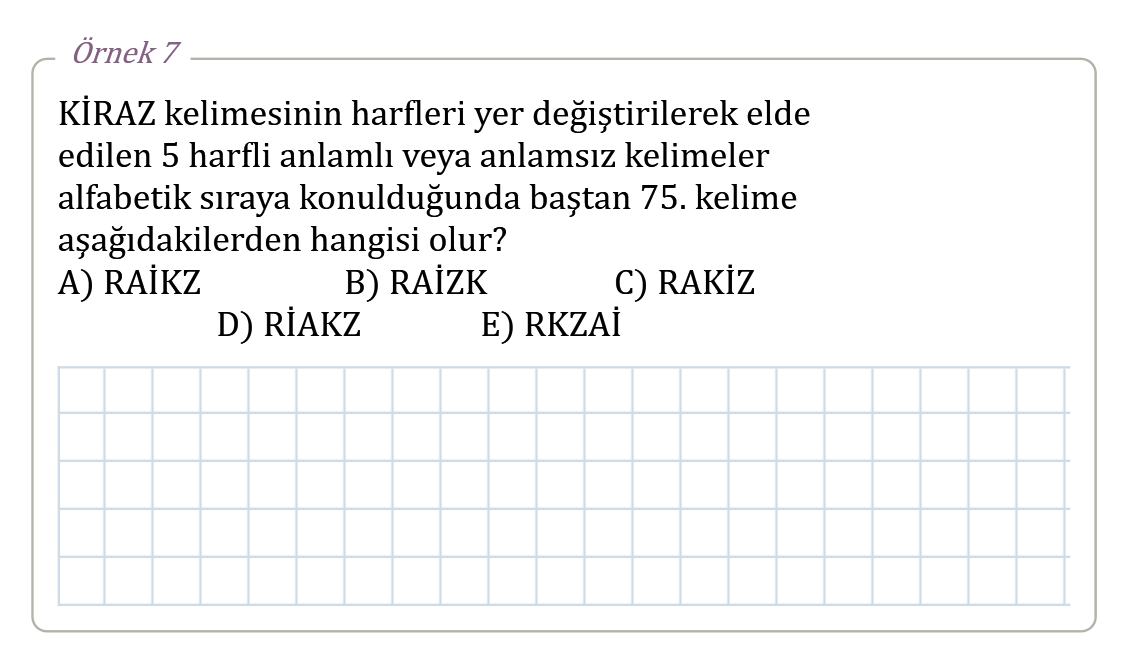 Örnek 7
KİRAZ kelimesinin harfleri yer değiştirilerek elde
edilen 5 harfli anlamlı veya anlamsız kelimeler
alfabetik sıraya konulduğunda baştan 75. kelime
aşağıdakilerden hangisi olur?
A) RAİKZ B) RAİZK C) RAKİZ
D) RİAKZ E) RKZAİ